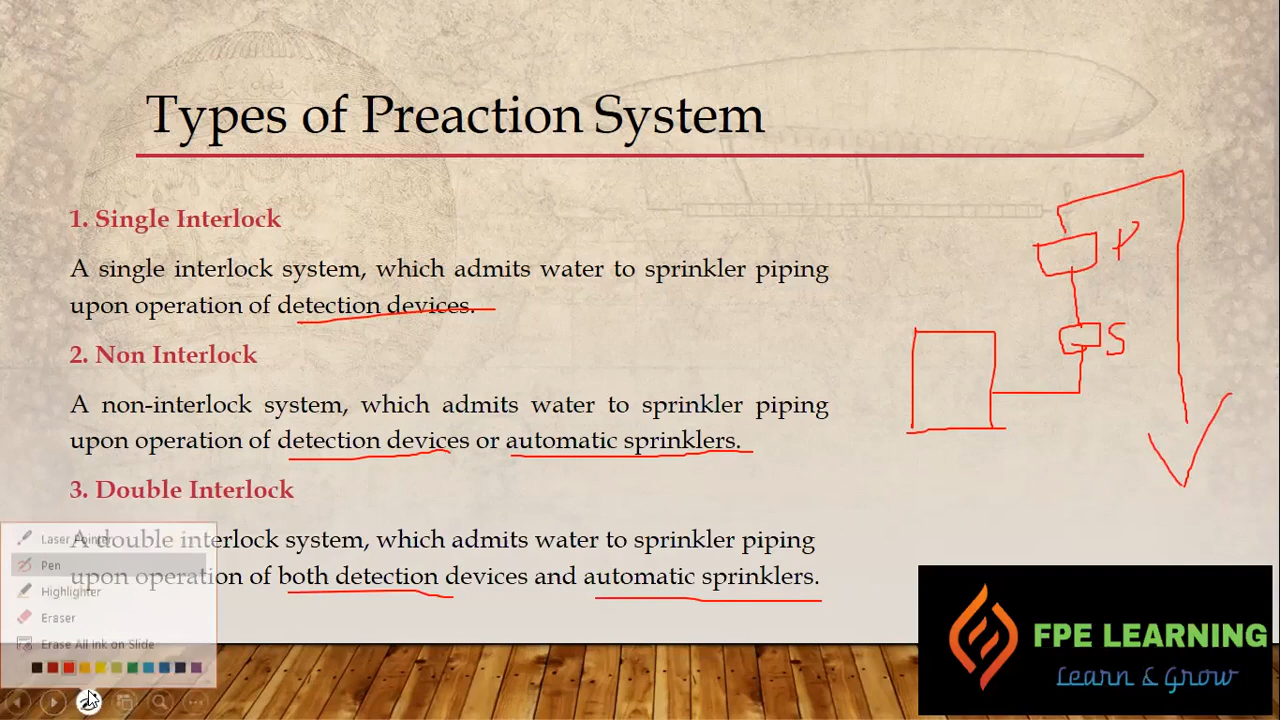 Types of Preaction System
1. Single Interlock
A single interlock system, which admits water to sprinkler piping
upon operation of detection devices.
2. Non Interlock
A non-interlock system, which admits water to sprinkler piping
upon operation of detection devices or automatic sprinklers.
3. Double Interlock
A double interlock system, which admits water to sprinkler piping
upon operation of both detection devices and automatic sprinklers.
P
S
Laser Pointer
Pen
Highlighter
Eraser
Erase All Ink on Slide
FPE LEARNING
Learn & Grow